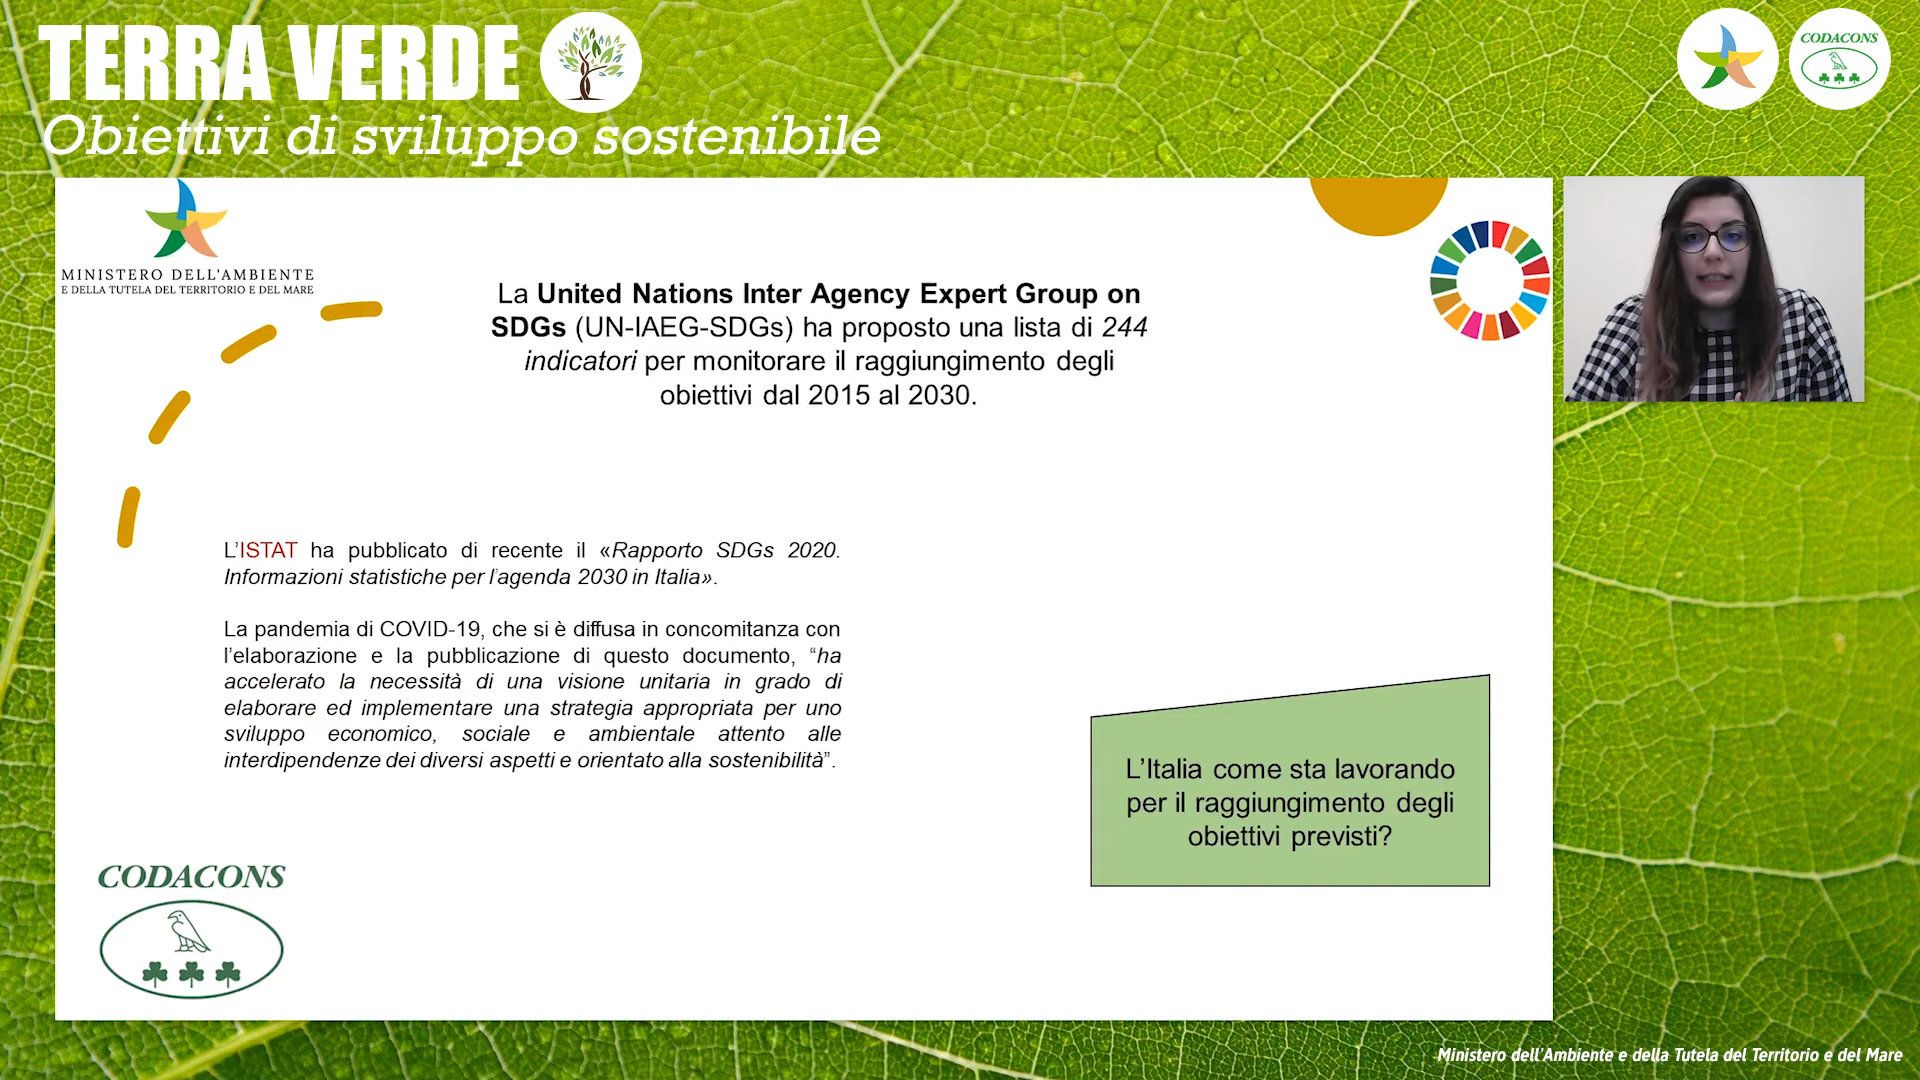 TERRA VERDE
Obiettivi di sviluppo sostenibile
CODACONS
MINISTERO DELL'AMBIENTE
E DELLA TUTELA DEL TERRITORIO E DEL MARE
La United Nations Inter Agency Expert Group on
SDGs (UN-IAEG-SDGs) ha proposto una lista di 244
indicatori per monitorare il raggiungimento degli
obiettivi dal 2015 al 2030.
L'ISTAT ha pubblicato di recente il «Rapporto SDGs 2020.
Informazioni statistiche per l'agenda 2030 in Italia».
La pandemia di COVID-19, che si è diffusa in concomitanza con
l'elaborazione e la pubblicazione di questo documento, “ha
accelerato la necessità di una visione unitaria in grado di
elaborare ed implementare una strategia appropriata per uno
sviluppo economico, sociale e ambientale attento alle
interdipendenze dei diversi aspetti e orientato alla sostenibilità”.
L'Italia come sta lavorando
per il raggiungimento degli
obiettivi previsti?
CODACONS
Ministero dell'Ambiente e della Tutela del Territorio e del Mare